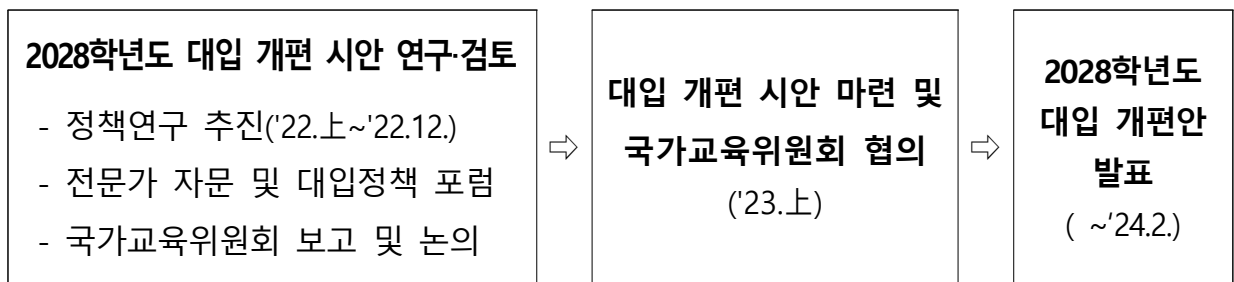 2028학년도 대입 개편 시안 연구·검토
- 정책연구 추진('22.上~'22.12.)
- 전문가 자문 및 대입정책 포럼
- 국가교육위원회 보고 및 논의
⇨
대입 개편 시안 마련 및
국가교육위원회 협의
('23.上)
⇨
2028학년도
대입 개편안
발표
( ~'24.2.)